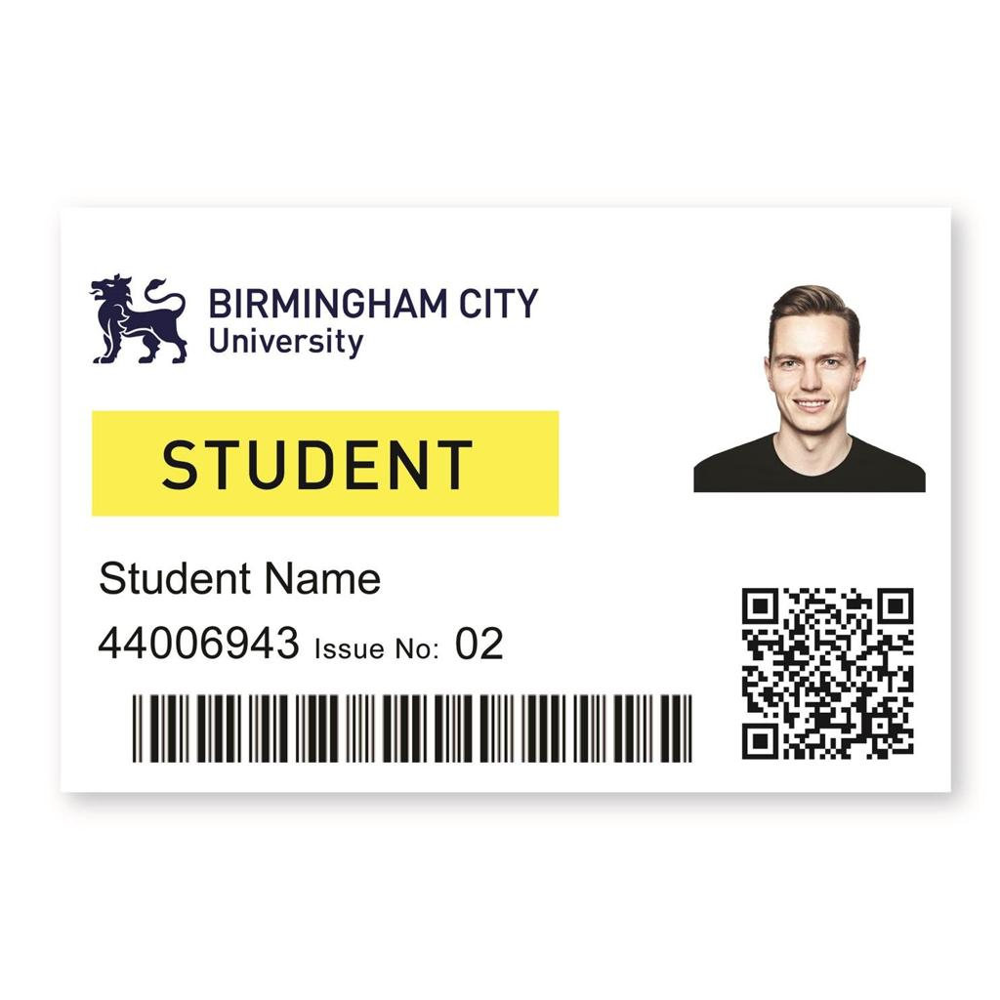 BIRMINGHAM CITY
University
STUDENT
Student Name
44006943 Issue No: 02